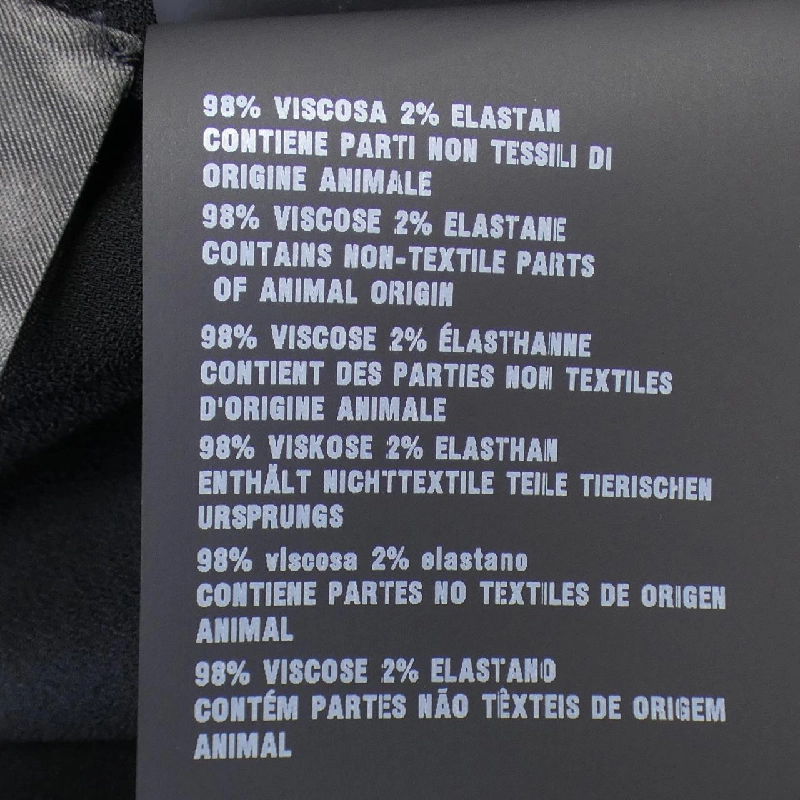 98% VISCOSA 2% ELASTAN
CONTIENE PARTI NON TESSILI DI
ORIGINE ANIMALE
98% VISCOSE 2% ELASTANE
CONTAINS NON-TEXTILE PARTS
OF ANIMAL ORIGIN
98% VISCOSE 2% ÉLASTHANNE
CONTIENT DES PARTIES NON TEXTILES
D'ORIGINE ANIMALE
98% VISKOSE 2% ELASTHAN
ENTHÄLT NICHTTEXTILE TEILE TIERISCHEN
URSPRUNGS
98% viscosa 2% elastano
CONTIENE PARTES NO TEXTILES DE ORIGEN
ANIMAL
98% VISCOSE 2% ELASTANO
CONTÉM PARTES NÃO TÊXTEIS DE ORIGEM
ANIMAL